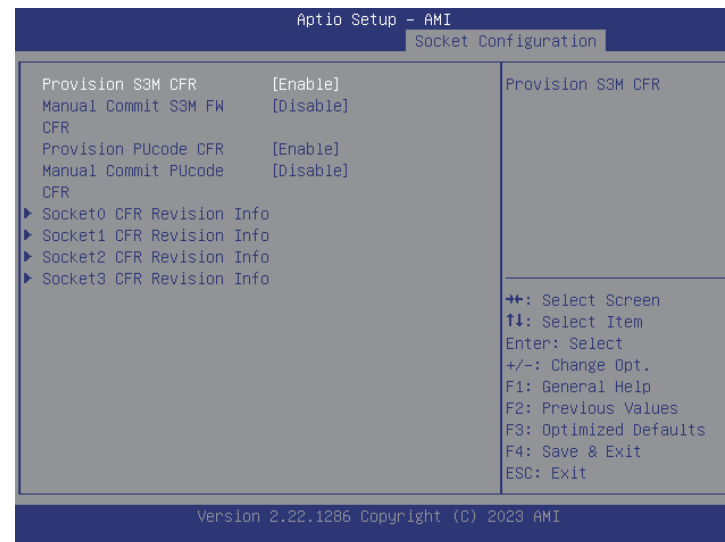 Aptio Setup – AMI
Socket Configuration
Provision S3M CFR [Enable]
Manual Commit S3M FW [Disable]
CFR
Provision PUcode CFR [Enable]
Manual Commit PUcode [Disable]
CFR
Socket0 CFR Revision Info
Socket1 CFR Revision Info
Socket2 CFR Revision Info
Socket3 CFR Revision Info
Provision S3M CFR
→←: Select Screen
↑↓: Select Item
Enter: Select
+/-: Change Opt.
F1: General Help
F2: Previous Values
F3: Optimized Defaults
F4: Save & Exit
ESC: Exit
Version 2.22.1286 Copyright (C) 2023 AMI